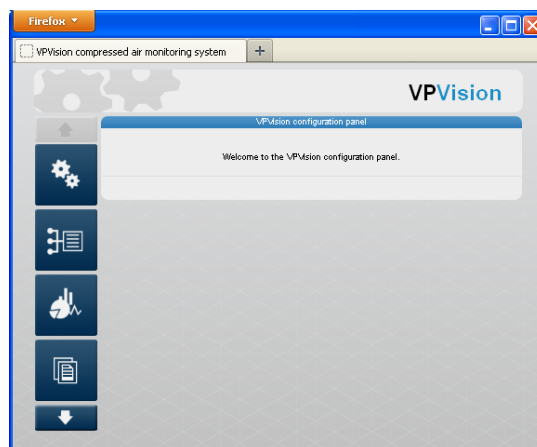 Firefox
VPVision compressed air monitoring system
VPVision
VPVision configuration panel
Welcome to the VPVision configuration panel.